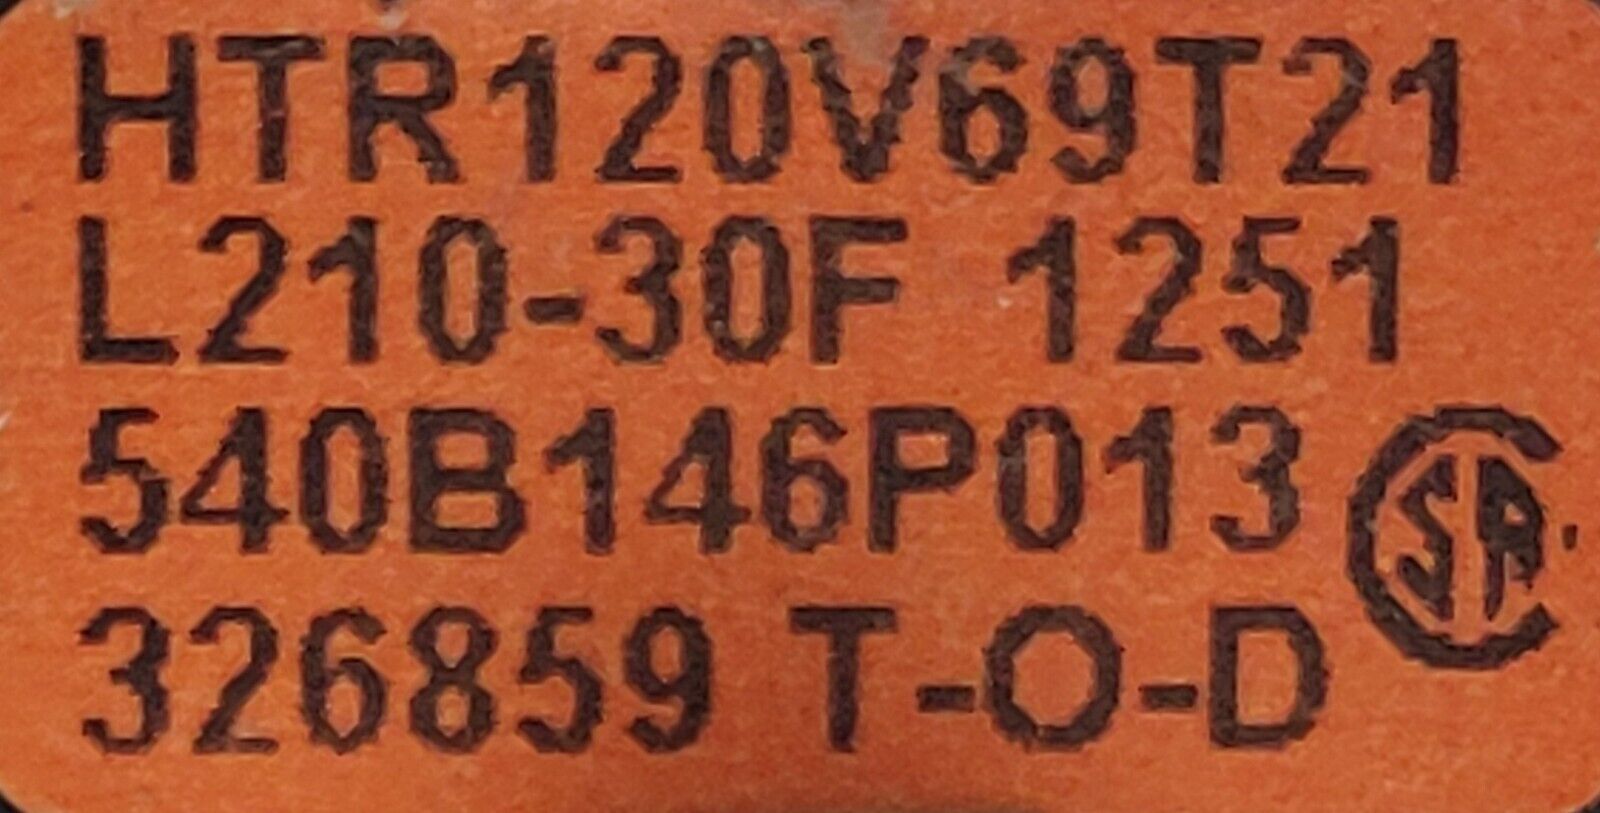 HTR120V69T21
L210-30F 1251
540B146P013
326859 T-O-D